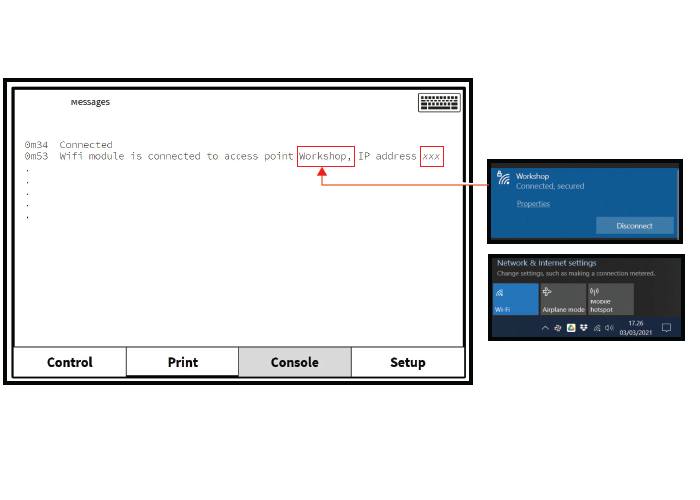 Messages
0m34 Connected
0m53 Wifi module is connected to access point Workshop, IP address xxx
.
.
.
.
.
Control
Print
Console
Setup
Workshop
Connected, secured
Properties
Disconnect
Network & Internet settings
Change settings, such as making a connection metered.
Wi-Fi
Airplane mode
Mobile
hotspot
17.26
03/03/2021